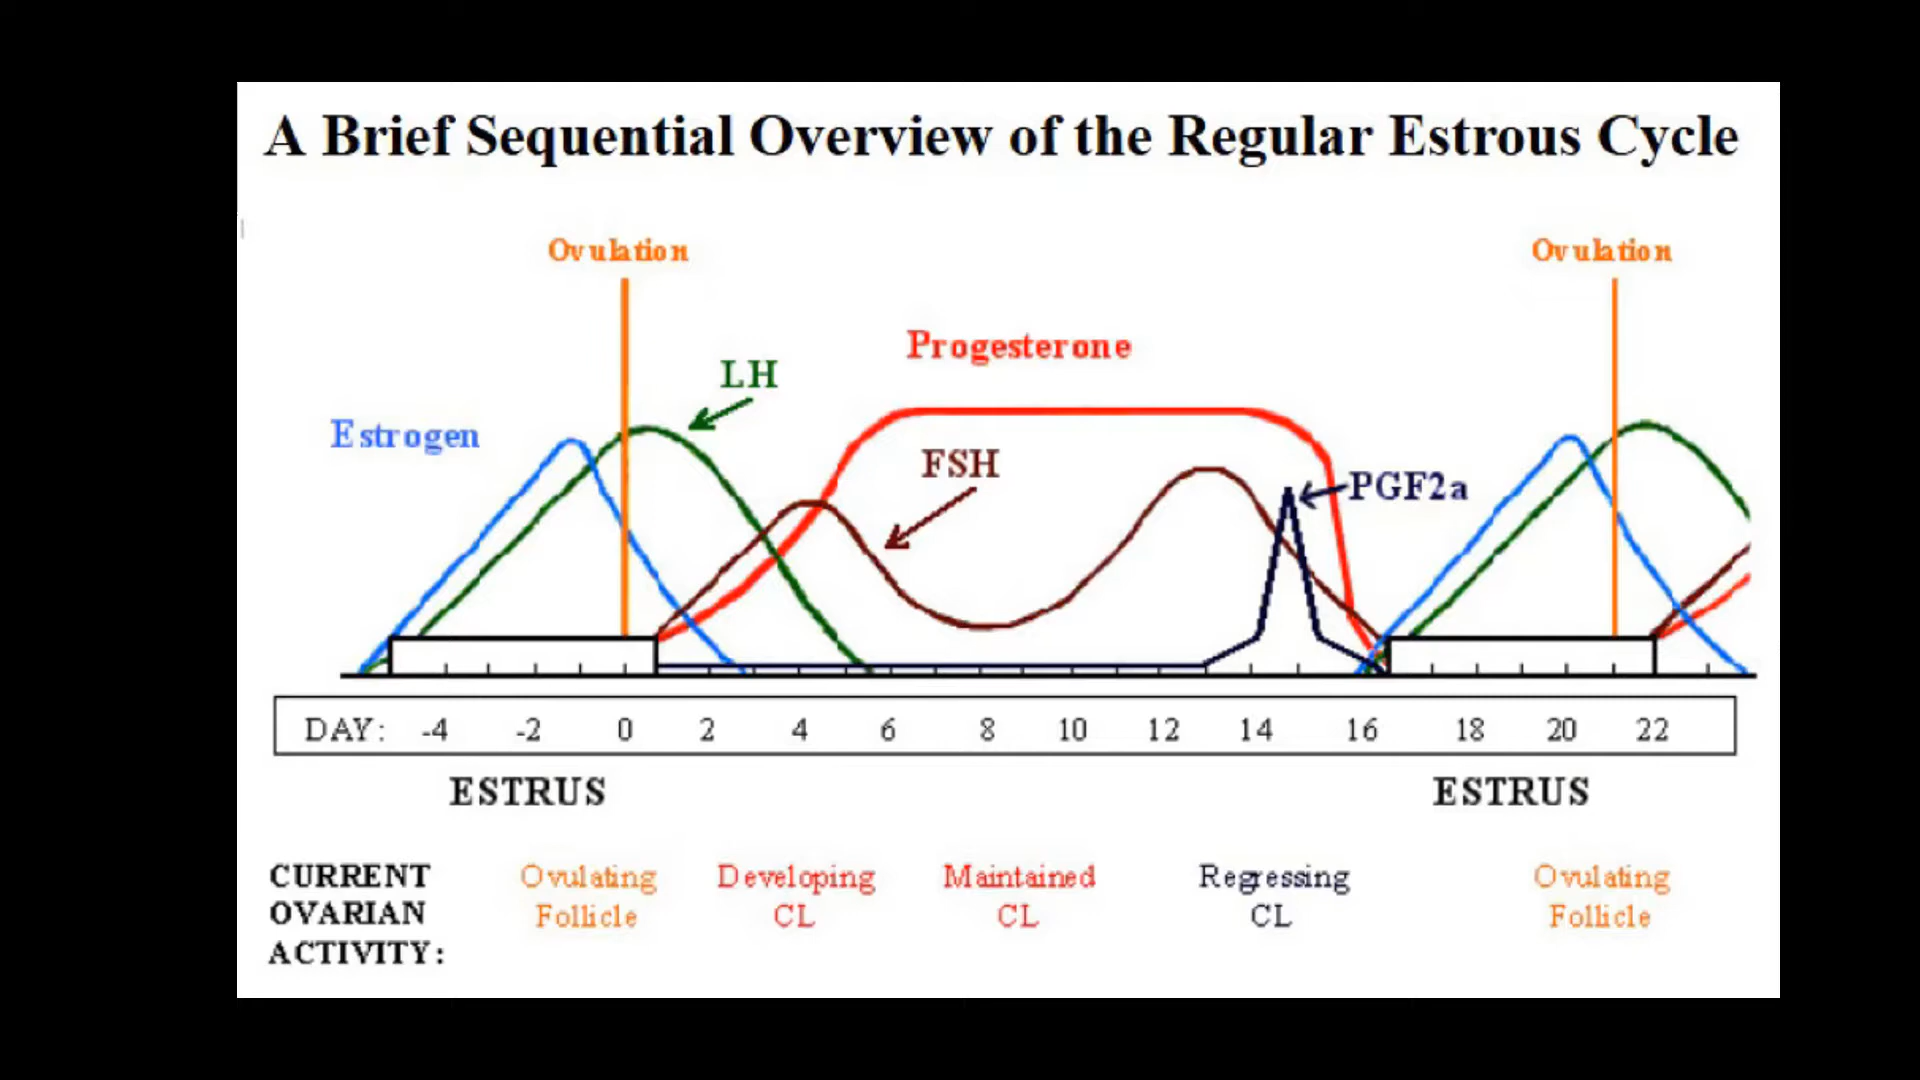 A Brief Sequential Overview of the Regular Estrous Cycle
Ovulation
Ovulation
Progesterone
LH
Estrogen
FSH
PGF2a
DAY: -4 -2 0 2 4 6 8 10 12 14 16 18 20 22
ESTRUS
ESTRUS
CURRENT
OVARIAN
ACTIVITY:
Ovulating
Follicle
Developing
CL
Maintained
CL
Regressing
CL
Ovulating
Follicle